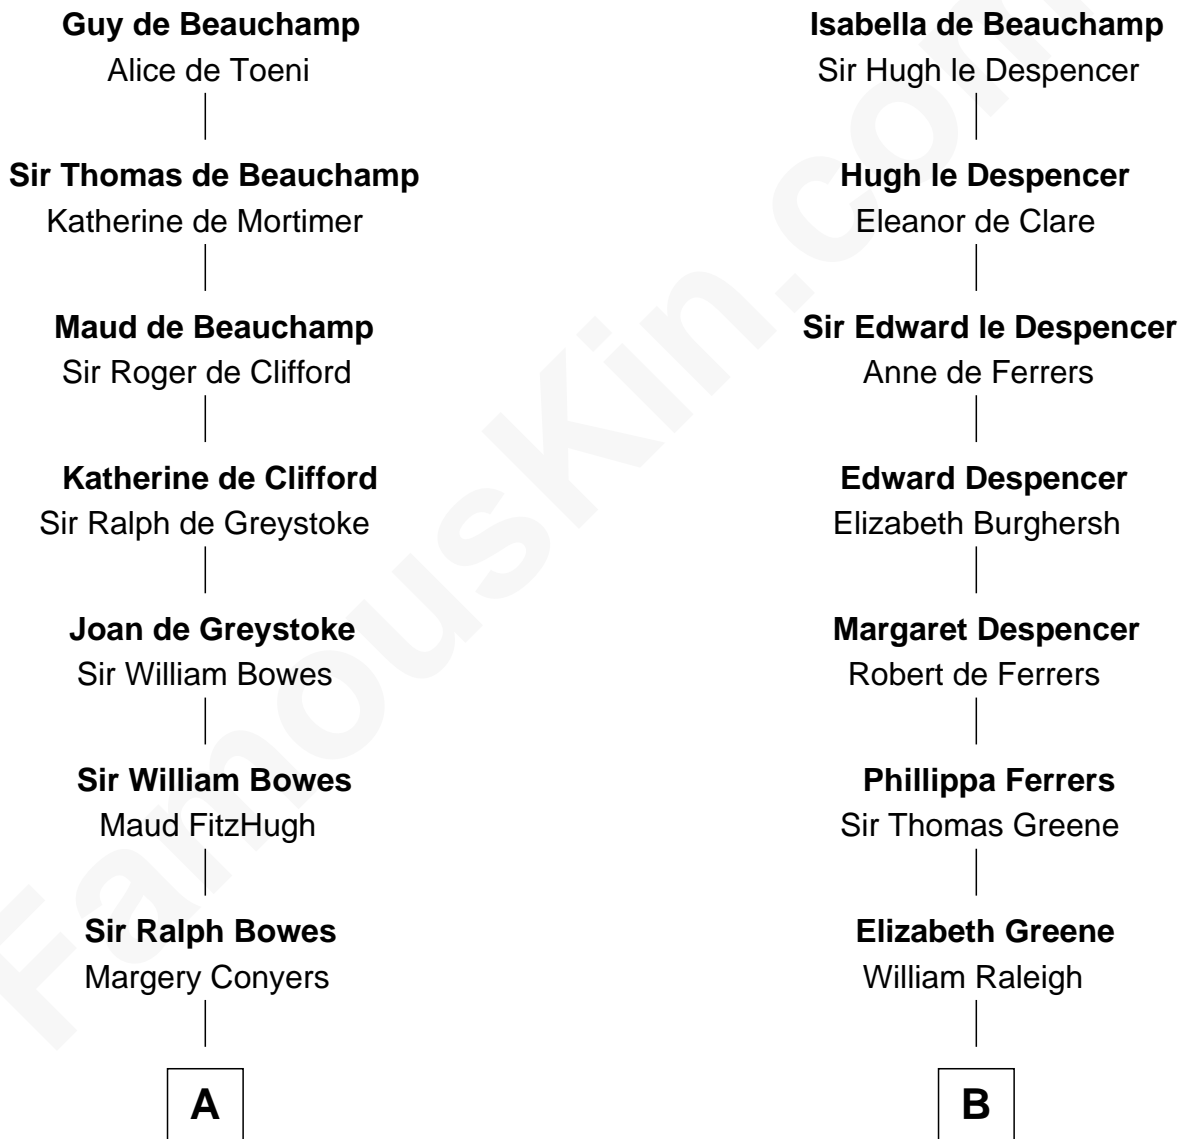 Guy de Beauchamp
Alice de Toeni
Sir Thomas de Beauchamp
Katherine de Mortimer
Maud de Beauchamp
Sir Roger de Clifford
Katherine de Clifford
Sir Ralph de Greystoke
Joan de Greystoke
Sir William Bowes
Sir William Bowes
Maud FitzHugh
Sir Ralph Bowes
Margery Conyers
A
Isabella de Beauchamp
Sir Hugh le Despencer
Hugh le Despencer
Eleanor de Clare
Sir Edward le Despencer
Anne de Ferrers
Edward Despencer
Elizabeth Burghersh
Margaret Despencer
Robert de Ferrers
Phillippa Ferrers
Sir Thomas Greene
Elizabeth Greene
William Raleigh
B
FamousKin.com